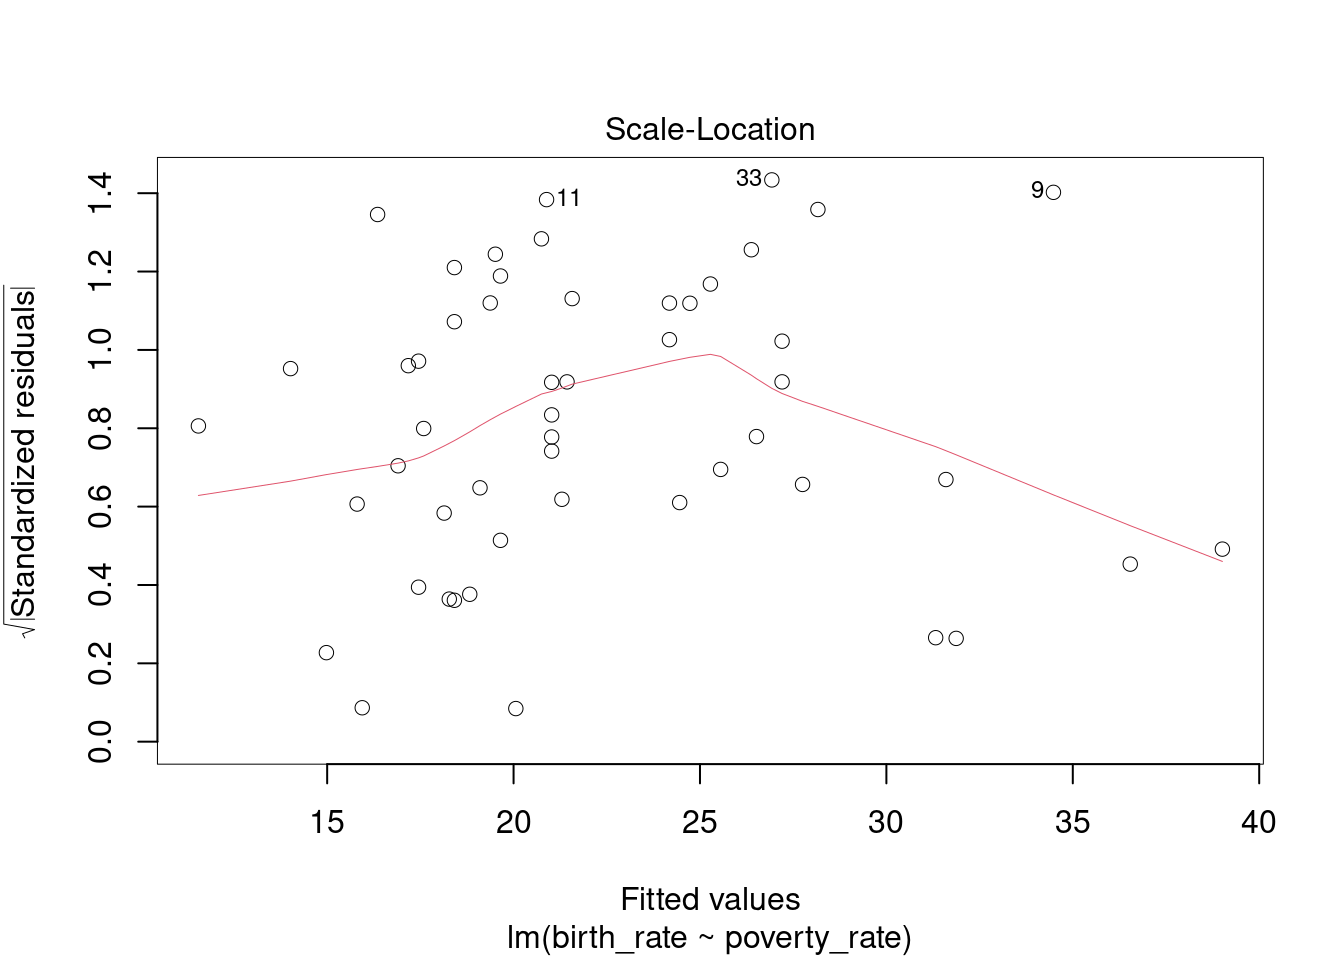 Scale-Location
√|Standardized residuals|
1.4
1.2
1.0
0.8
0.6
0.4
0.2
0.0
11
33
9
15 20 25 30 35 40
Fitted values
lm(birth_rate ~ poverty_rate)